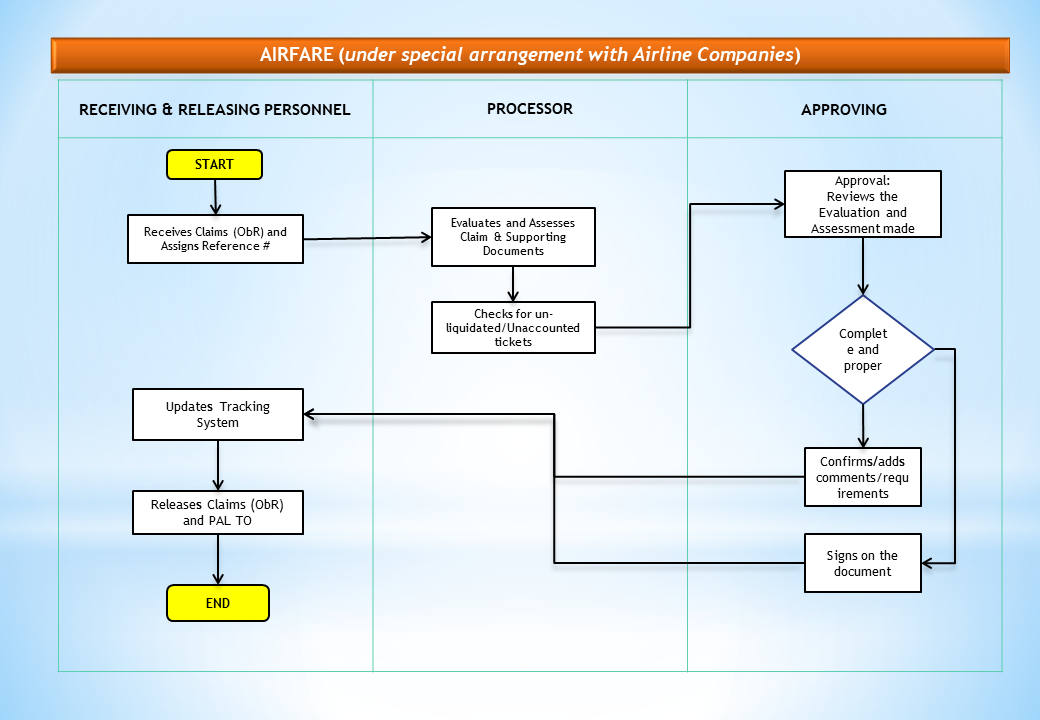 AIRFARE (under special arrangement with Airline Companies)
RECEIVING & RELEASING PERSONNEL
PROCESSOR
APPROVING
START
Receives Claims (ObR) and
Assigns Reference #
Evaluates and Assesses
Claim & Supporting
Documents
Checks for un-
liquidated/Unaccounted
tickets
Approval:
Reviews the
Evaluation and
Assessment made
Complet
e and
proper
Confirms/adds
comments/requ
irements
Signs on the
document
Updates Tracking
System
Releases Claims (ObR)
and PAL TO
END